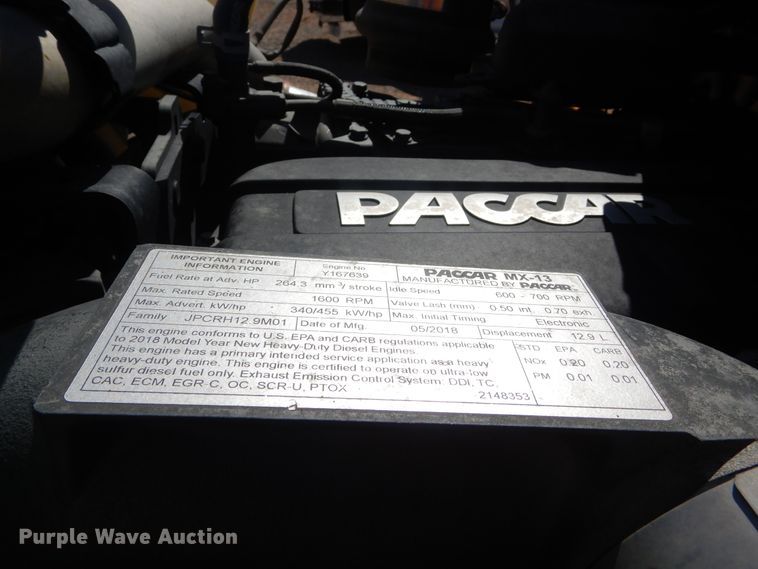 PACCAR
IMPORTANT ENGINE INFORMATION
Engine No. Y167639
PACCAR MX-13
MANUFACTURED BY PACCAR
Fuel Rate at Adv. HP 264.3 mm³/stroke
Idle Speed 600 - 700 RPM
Max. Rated Speed 1600 RPM
Valve Lash (mm) 0.50 int. 0.70 exh
Max. Advert. kW/hp 340/455 kW/hp
Max. Initial Timing Electronic
Family JPCRH12.9M01
Date of Mfg. 05/2018
Displacement 12.9 L
This engine conforms to U.S. EPA and CARB regulations applicable
to 2018 Model Year New Heavy-Duty Diesel Engines.
This engine has a primary intended service application as a heavy
heavy-duty engine. This engine is certified to operate on ultra-low
sulfur diesel fuel only. Exhaust Emission Control System: DDI, TC,
CAC, ECM, EGR-C, OC, SCR-U, PTOX
STD EPA CARB
NOx 0.20 0.20
PM 0.01 0.01
2148353
Purple Wave Auction